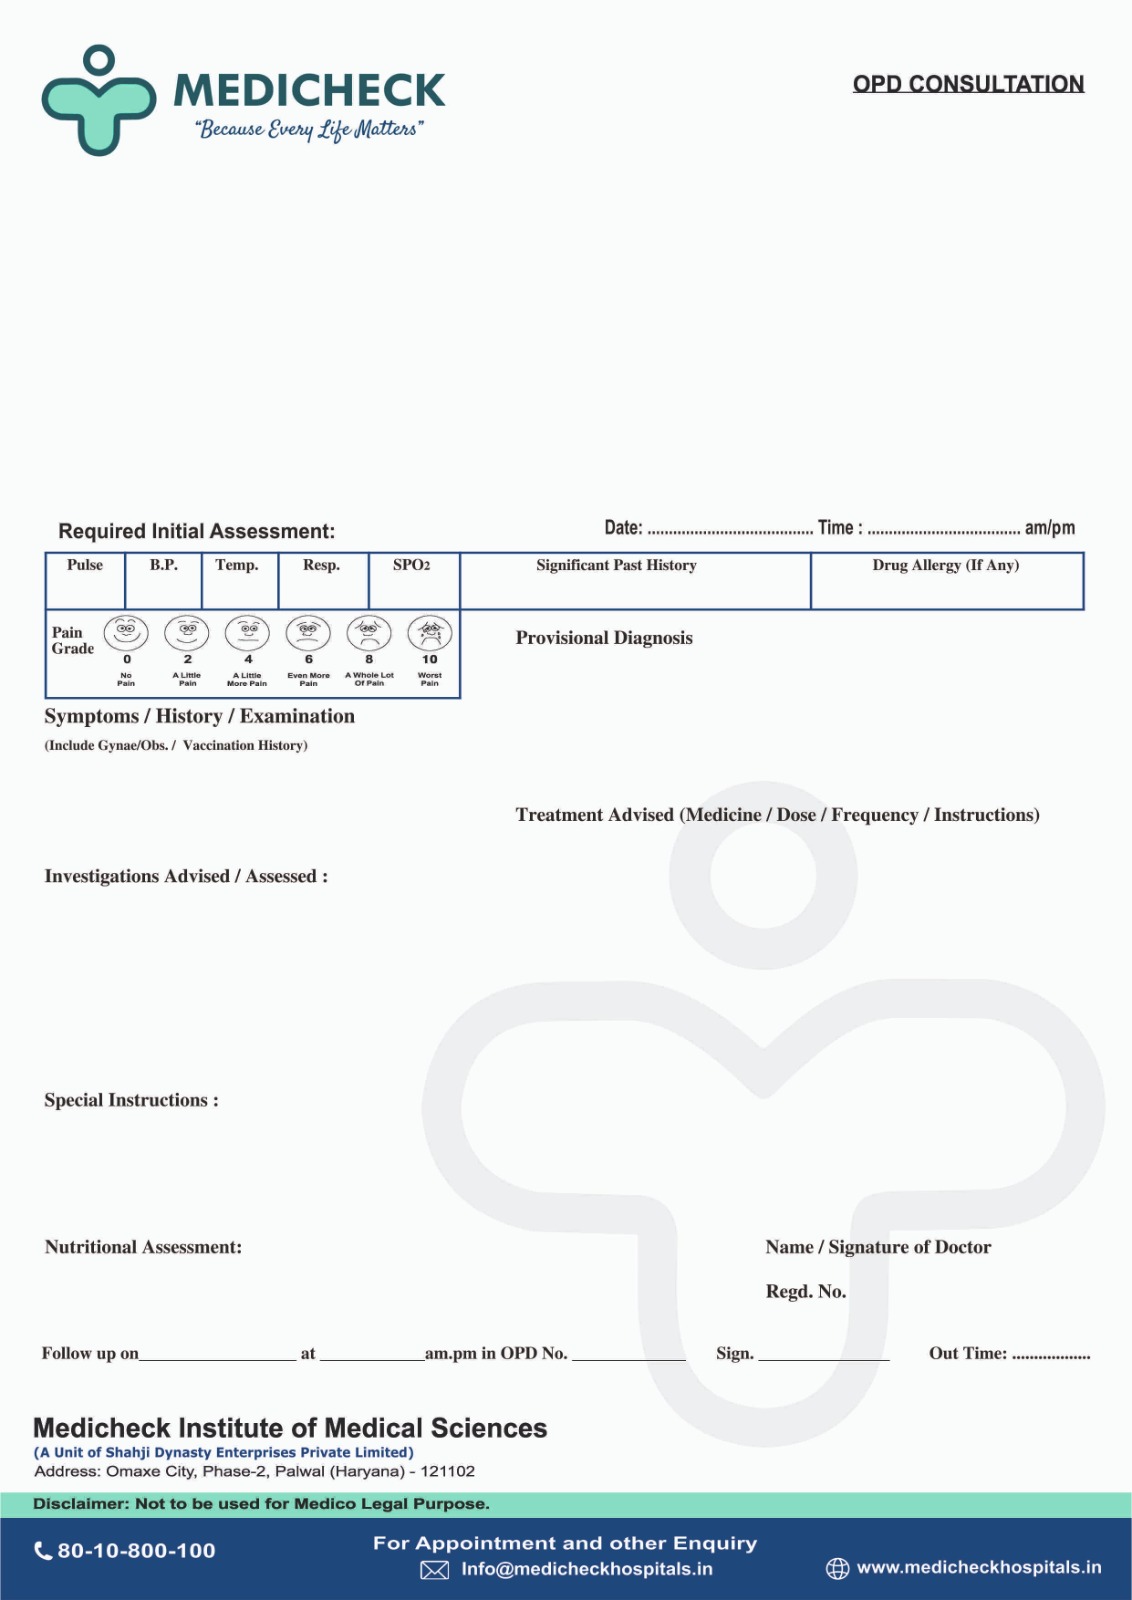 MEDICHECK
“Because Every Life Matters”
OPD CONSULTATION
Required Initial Assessment:
Date: ....................................... Time : .................................... am/pm
Pulse
B.P.
Temp.
Resp.
SPO2
Significant Past History
Drug Allergy (If Any)
Pain
Grade
0
No
Pain
2
A Little
Pain
4
A Little
More Pain
6
Even More
Pain
8
A Whole Lot
Of Pain
10
Worst
Pain
Provisional Diagnosis
Symptoms / History / Examination
(Include Gynae/Obs. / Vaccination History)
Treatment Advised (Medicine / Dose / Frequency / Instructions)
Investigations Advised / Assessed :
Special Instructions :
Nutritional Assessment:
Name / Signature of Doctor
Regd. No.
Follow up on_________________ at ____________am.pm in OPD No. _____________ Sign. _______________ Out Time: ..................
Medicheck Institute of Medical Sciences
(A Unit of Shahji Dynasty Enterprises Private Limited)
Address: Omaxe City, Phase-2, Palwal (Haryana) - 121102
Disclaimer: Not to be used for Medico Legal Purpose.
80-10-800-100
For Appointment and other Enquiry
Info@medicheckhospitals.in
www.medicheckhospitals.in